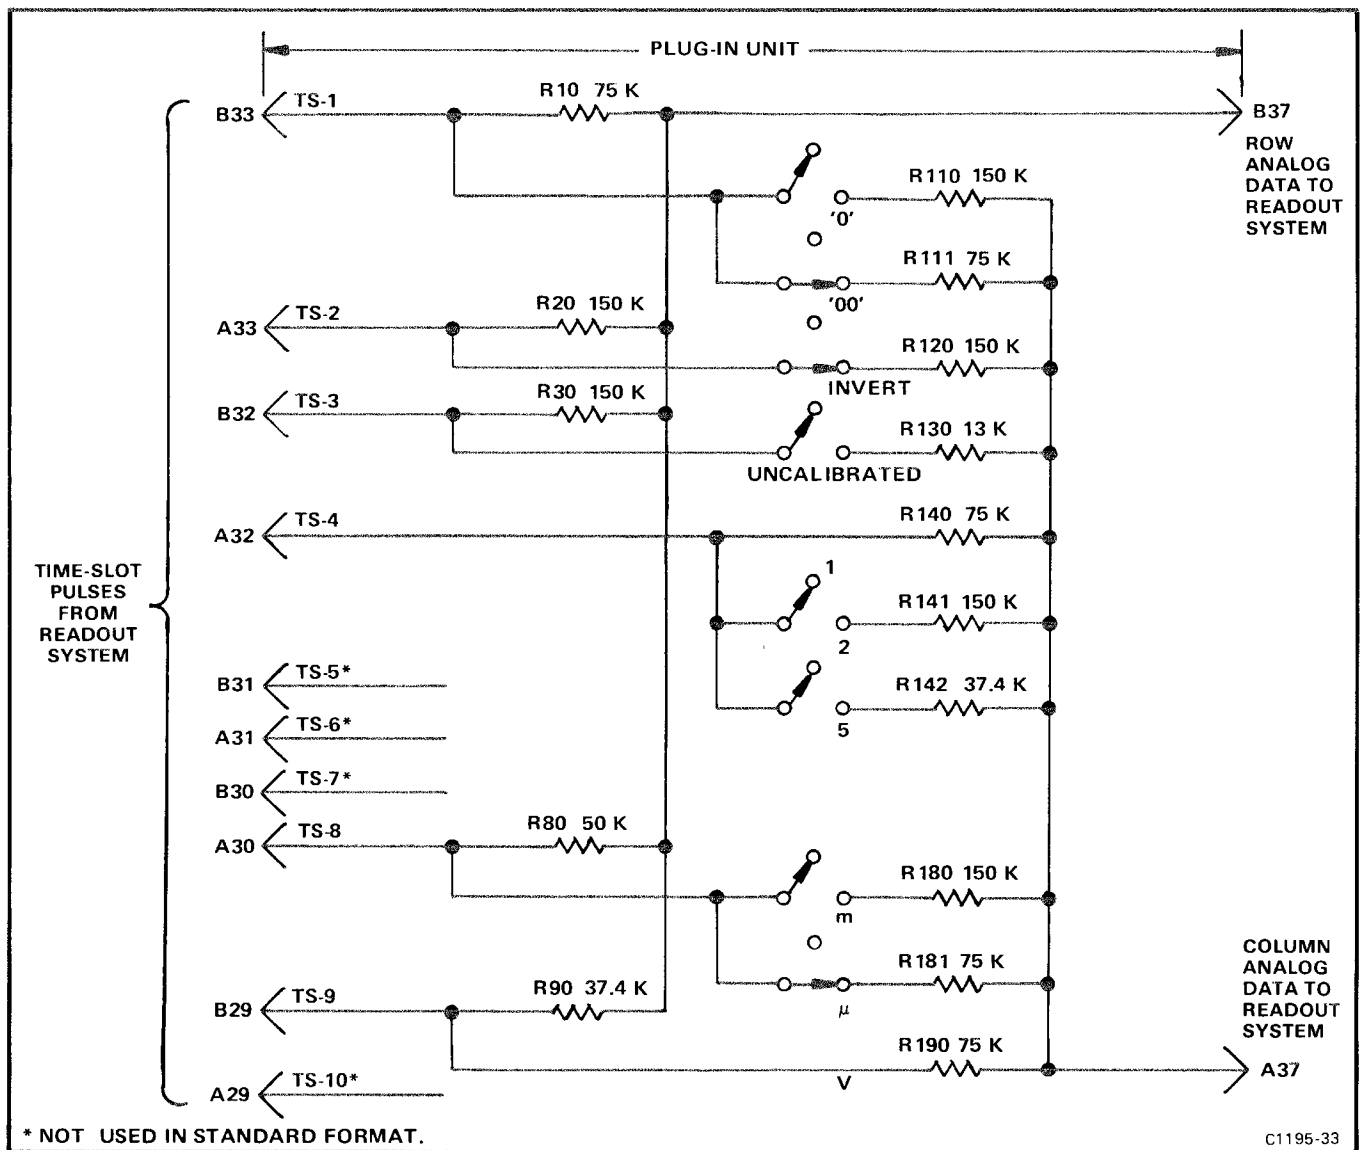 PLUG-IN UNIT
B33 TS-1 R10 75 K B37
ROW
ANALOG
DATA TO
READOUT
SYSTEM
R110 150 K
'0'
R111 75 K
'00'
A33 TS-2 R20 150 K
R120 150 K
INVERT
B32 TS-3 R30 150 K
R130 13 K
UNCALIBRATED
A32 TS-4 R140 75 K
TIME-SLOT
PULSES
FROM
READOUT
SYSTEM
1
R141 150 K
2
B31 TS-5*
R142 37.4 K
5
A31 TS-6*
B30 TS-7*
A30 TS-8 R80 50 K
R180 150 K
m
R181 75 K
μ
B29 TS-9 R90 37.4 K
COLUMN
ANALOG
DATA TO
READOUT
SYSTEM
R190 75 K
V
A37
A29 TS-10*
* NOT USED IN STANDARD FORMAT.
C1195-33